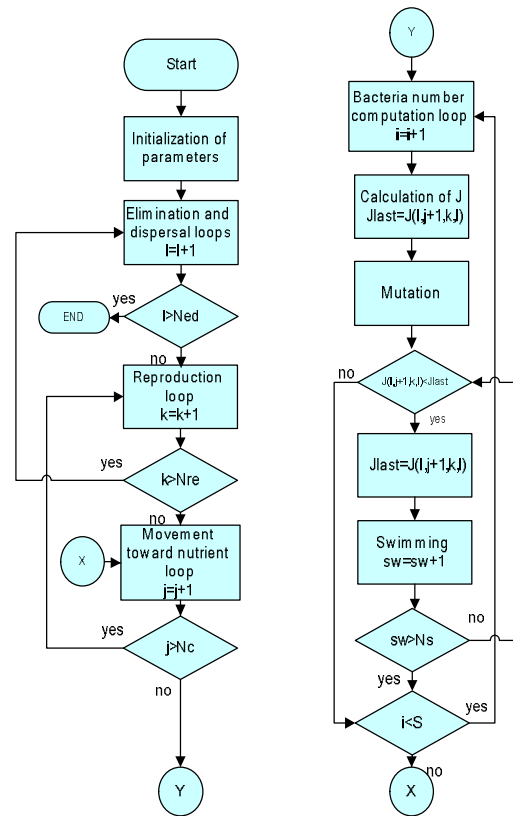 Start
Initialization of
parameters
Elimination and
dispersal loops
l=l+1
yes
l>Ned
END
no
Reproduction
loop
k=k+1
yes
k>Nre
no
Movement
toward nutrient
loop
j=j+1
X
yes
j>Nc
no
Y
Y
Bacteria number
computation loop
i=i+1
Calculation of J
Jlast=J(I,j+1,k,l)
Mutation
no
J(I,j+1,k,l)<Jlast
yes
Jlast=J(I,j+1,k,l)
Swimming
sw=sw+1
no
sw>Ns
yes
i<S
yes
no
X